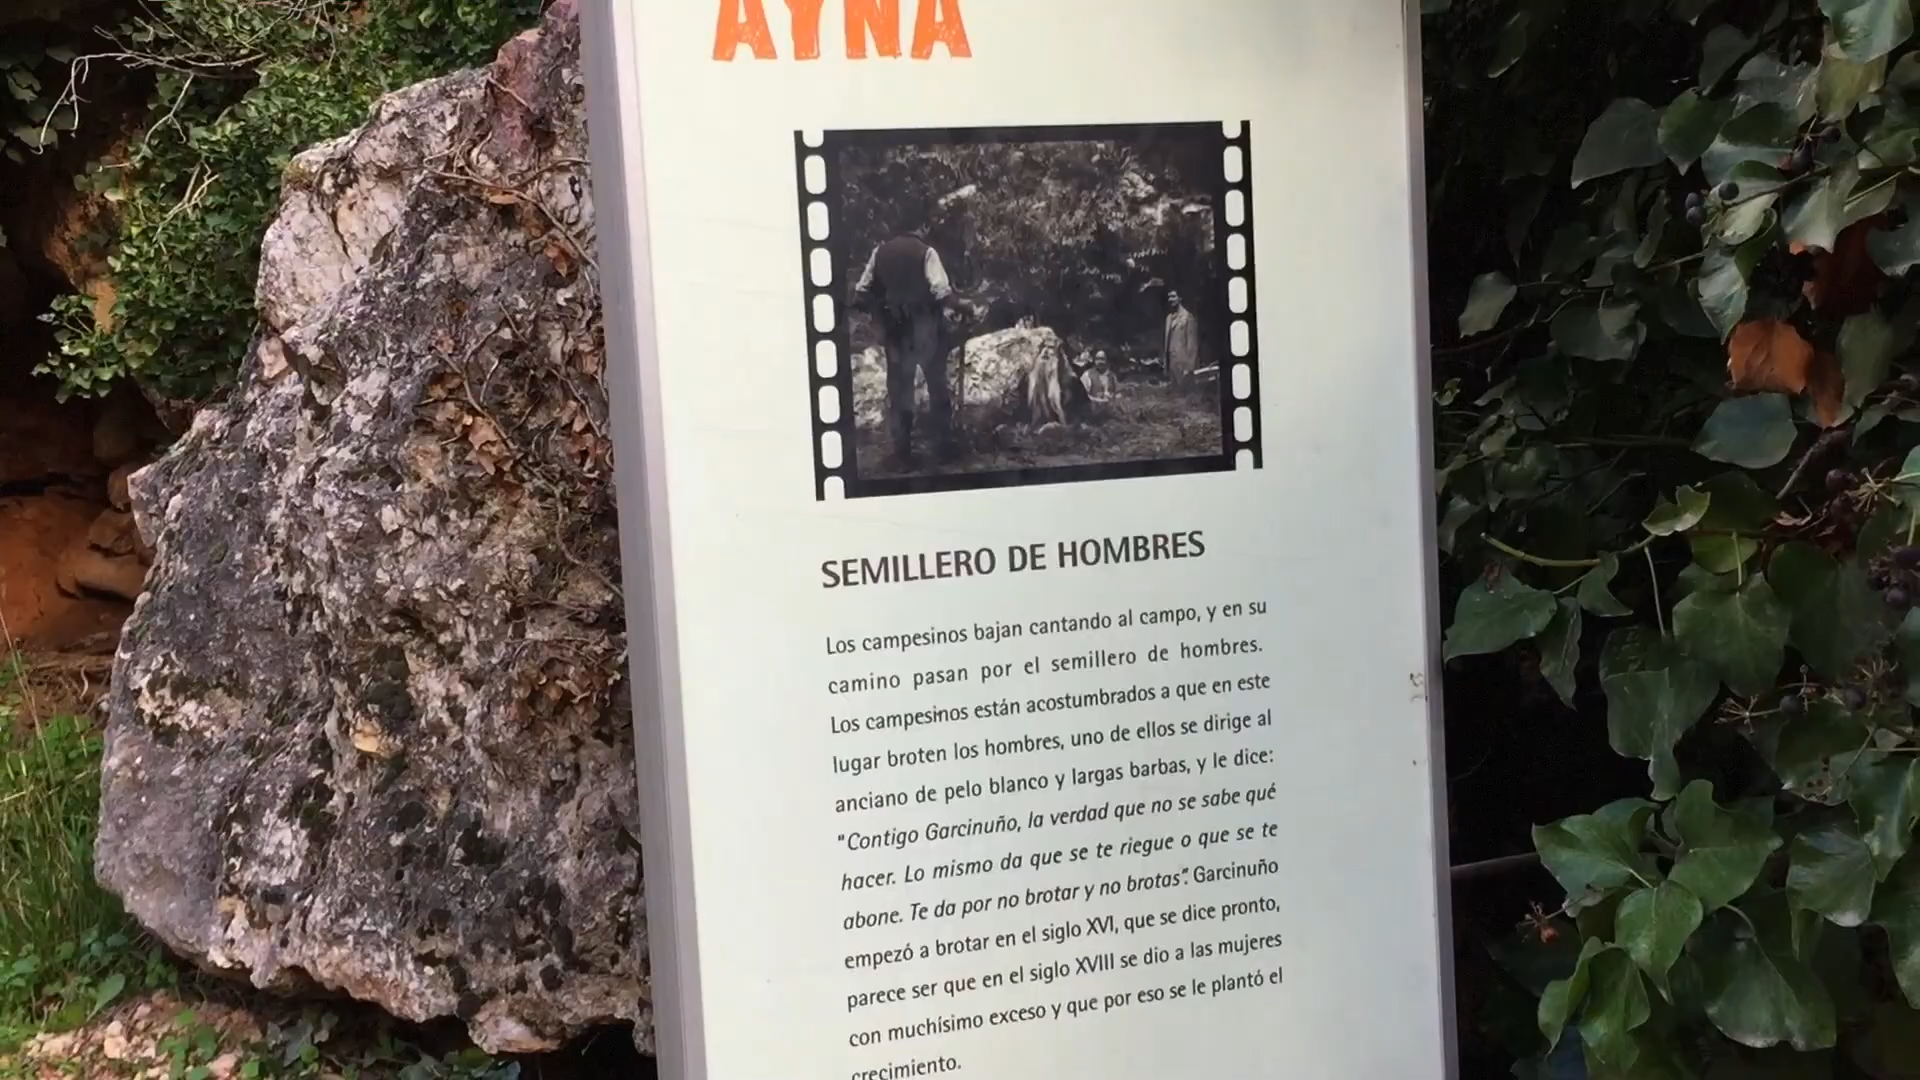 AYNA
SEMILLERO DE HOMBRES
Los campesinos bajan cantando al campo, y en su
camino pasan por el semillero de hombres.
Los campesinos están acostumbrados a que en este
lugar broten los hombres, uno de ellos se dirige al
anciano de pelo blanco y largas barbas, y le dice:
"Contigo Garcinuño, la verdad que no se sabe qué
hacer. Lo mismo da que se te riegue o que se te
abone. Te da por no brotar y no brotas". Garcinuño
empezó a brotar en el siglo XVI, que se dice pronto,
parece ser que en el siglo XVIII se dio a las mujeres
con muchísimo exceso y que por eso se le plantó el
crecimiento.